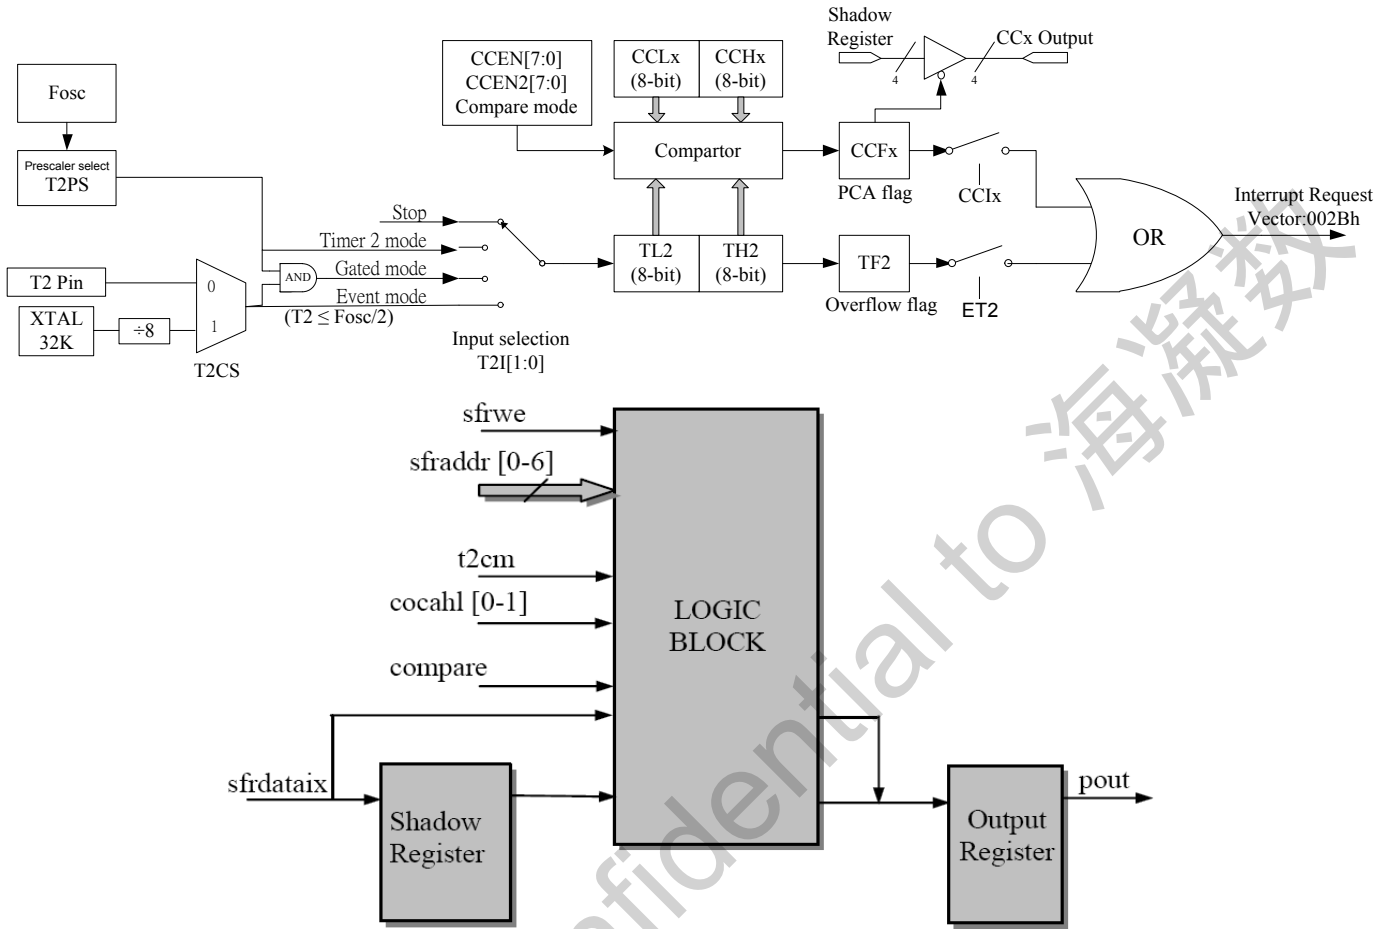 Shadow
Register
CCx Output
4
4
CCEN[7:0]
CCEN2[7:0]
Compare mode
CCLx
(8-bit)
CCHx
(8-bit)
Fosc
Prescaler select
T2PS
Compartor
CCFx
PCA flag
CCIx
Interrupt Request
Vector:002Bh
OR
Stop
Timer 2 mode
Gated mode
Event mode
(T2 ≤ Fosc/2)
AND
T2 Pin
XTAL
32K
÷8
0
1
T2CS
Input selection
T2I[1:0]
TL2
(8-bit)
TH2
(8-bit)
TF2
Overflow flag
ET2
sfrwe
sfraddr [0-6]
t2cm
cocahl [0-1]
compare
sfrdataix
LOGIC
BLOCK
Shadow
Register
Output
Register
pout
nfidential to 海凝数